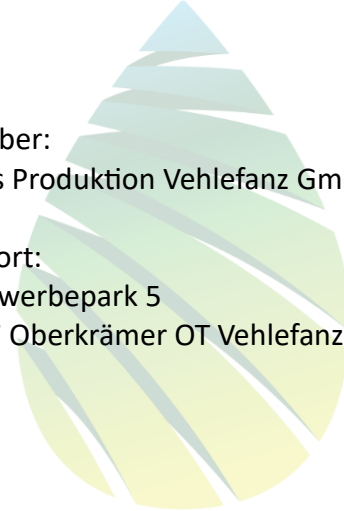 ber:
s Produktion Vehlefanz Gm
ort:
werbepark 5
Oberkrämer OT Vehlefanz